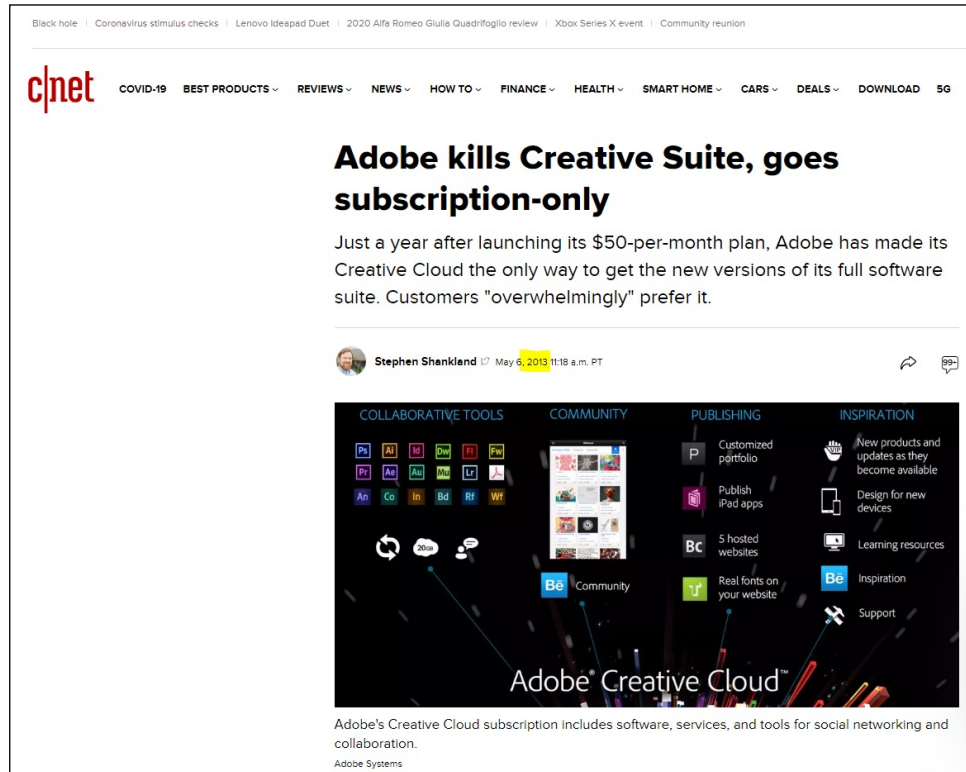 Black hole | Coronavirus stimulus checks | Lenovo Ideapad Duet | 2020 Alfa Romeo Giulia Quadrifoglio review | Xbox Series X event | Community reunion
c|net
COVID-19 BEST PRODUCTS REVIEWS NEWS HOW TO FINANCE HEALTH SMART HOME CARS DEALS DOWNLOAD 5G
Adobe kills Creative Suite, goes
subscription-only
Just a year after launching its $50-per-month plan, Adobe has made its
Creative Cloud the only way to get the new versions of its full software
suite. Customers "overwhelmingly" prefer it.
Stephen Shankland May 6, 2013 11:18 a.m. PT
99+
COLLABORATIVE TOOLS
Ps Ai Id Dw Fl Fw
Pr Ae Au Mu Lr
An Co In Bd Rf Wf
20GB
COMMUNITY
Bē Community
PUBLISHING
P Customized
portfolio
Publish
iPad apps
BC 5 hosted
websites
Real fonts on
your website
INSPIRATION
VIP New products and
updates as they
become available
Design for new
devices
Learning resources
Bē Inspiration
Support
Adobe® Creative Cloud™
Adobe's Creative Cloud subscription includes software, services, and tools for social networking and
collaboration.
Adobe Systems